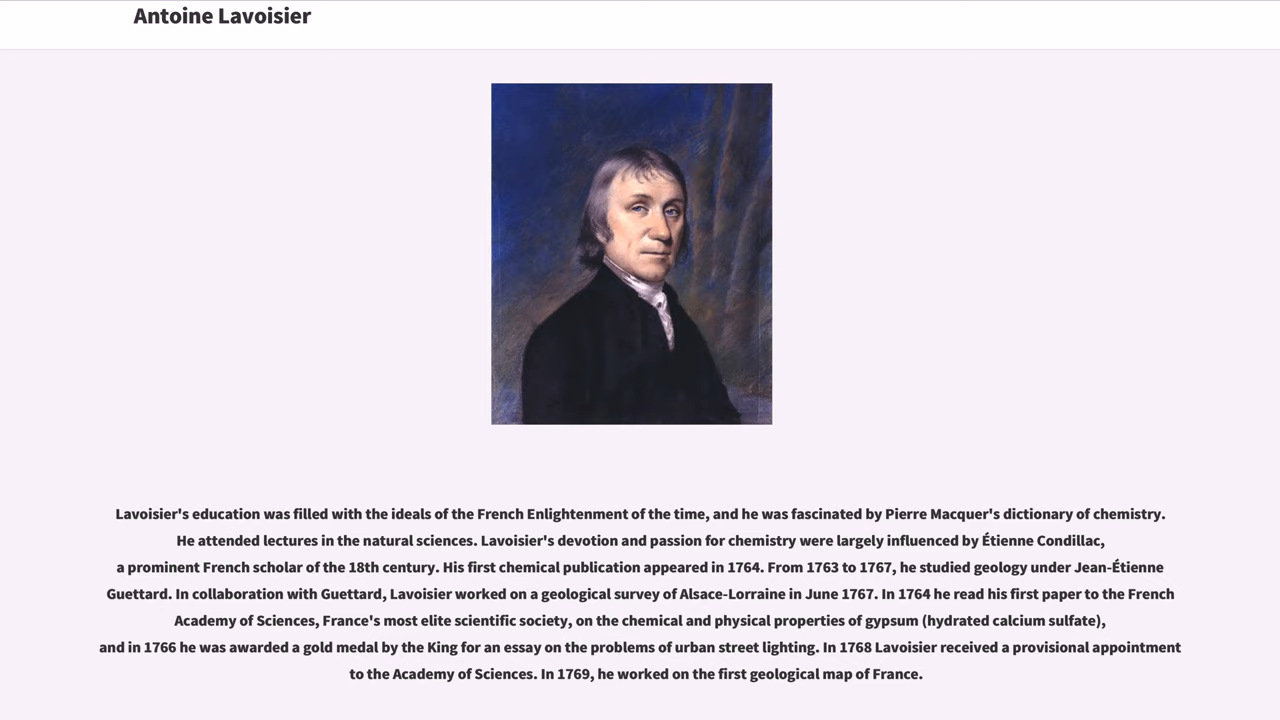 Antoine Lavoisier
Lavoisier's education was filled with the ideals of the French Enlightenment of the time, and he was fascinated by Pierre Macquer's dictionary of chemistry.
He attended lectures in the natural sciences. Lavoisier's devotion and passion for chemistry were largely influenced by Étienne Condillac,
a prominent French scholar of the 18th century. His first chemical publication appeared in 1764. From 1763 to 1767, he studied geology under Jean-Étienne
Guettard. In collaboration with Guettard, Lavoisier worked on a geological survey of Alsace-Lorraine in June 1767. In 1764 he read his first paper to the French
Academy of Sciences, France's most elite scientific society, on the chemical and physical properties of gypsum (hydrated calcium sulfate),
and in 1766 he was awarded a gold medal by the King for an essay on the problems of urban street lighting. In 1768 Lavoisier received a provisional appointment
to the Academy of Sciences. In 1769, he worked on the first geological map of France.